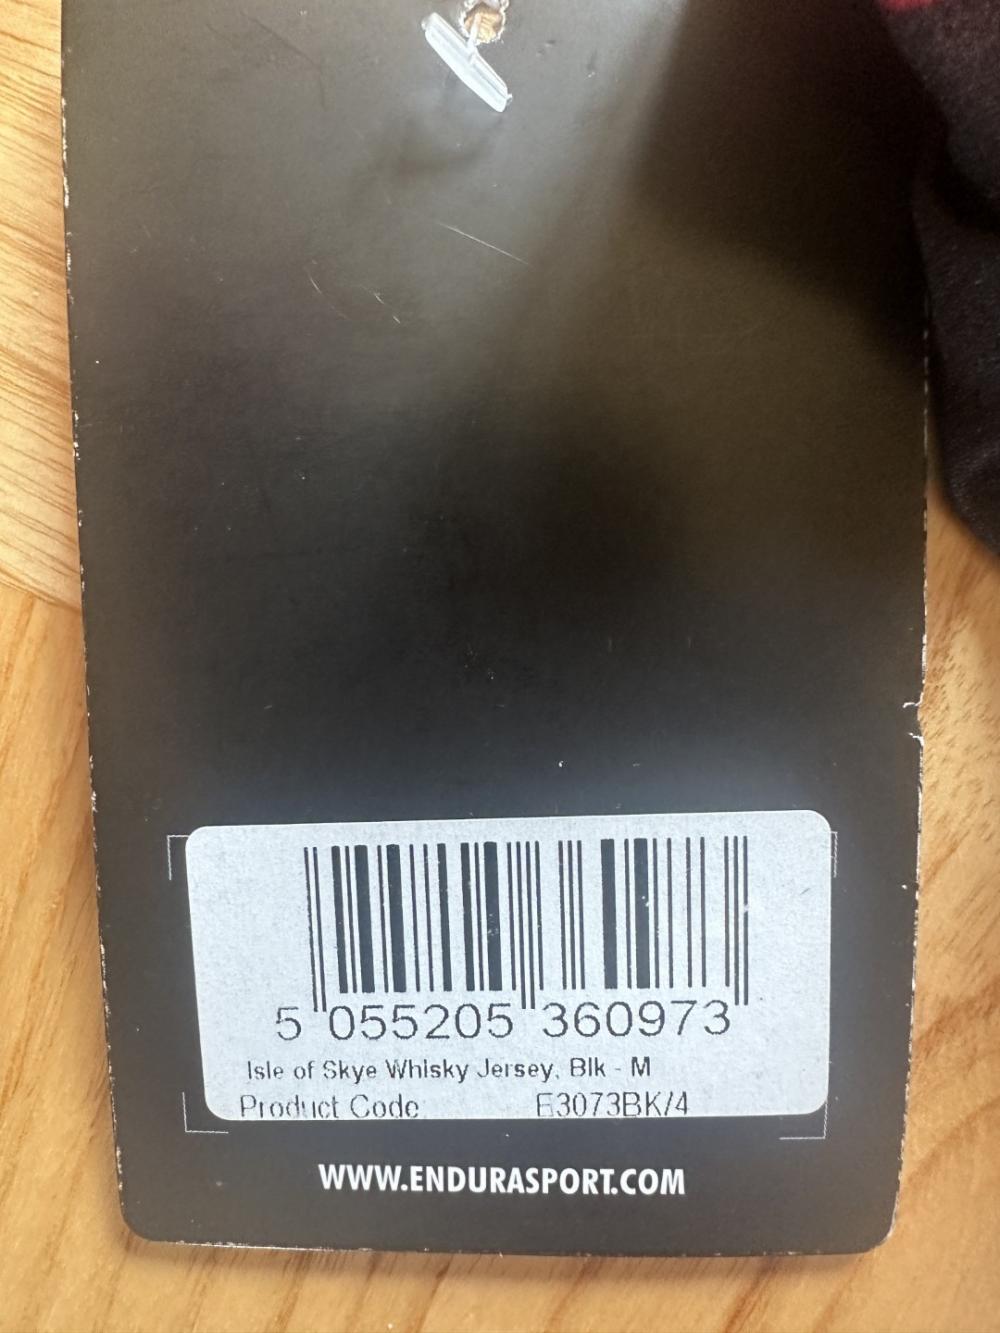 5 055205 360973
Isle of Skye Whisky Jersey, Blk - M
Product Code E3073BK/4
WWW.ENDURASPORT.COM